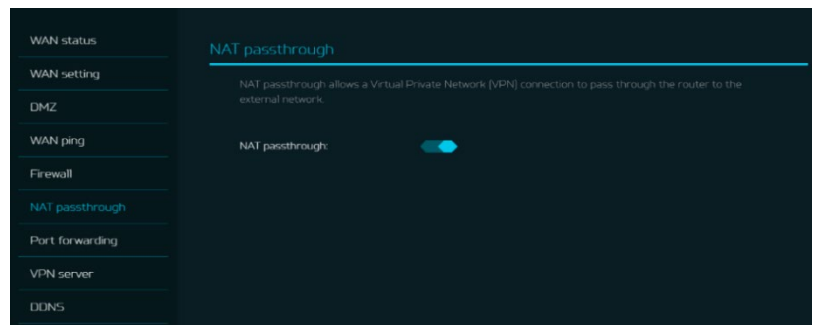 WAN status
WAN setting
DMZ
WAN ping
Firewall
NAT passthrough
Port forwarding
VPN server
DDNS
NAT passthrough
NAT passthrough allows a Virtual Private Network (VPN) connection to pass through the router to the
external network.
NAT passthrough: